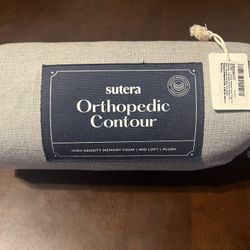 sutera
Orthopedic
Contour
HIGH DENSITY MEMORY FOAM | MID LOFT | PLUSH